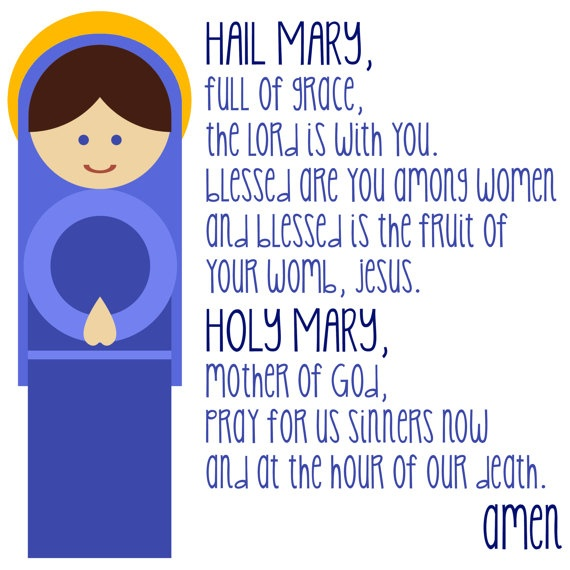 HAIL MARY,
full of grace,
the Lord is with you.
Blessed are you among women
and blessed is the fruit of
your womb, Jesus.
HOLY MARY,
mother of God,
pray for us sinners now
and at the hour of our death.
amen